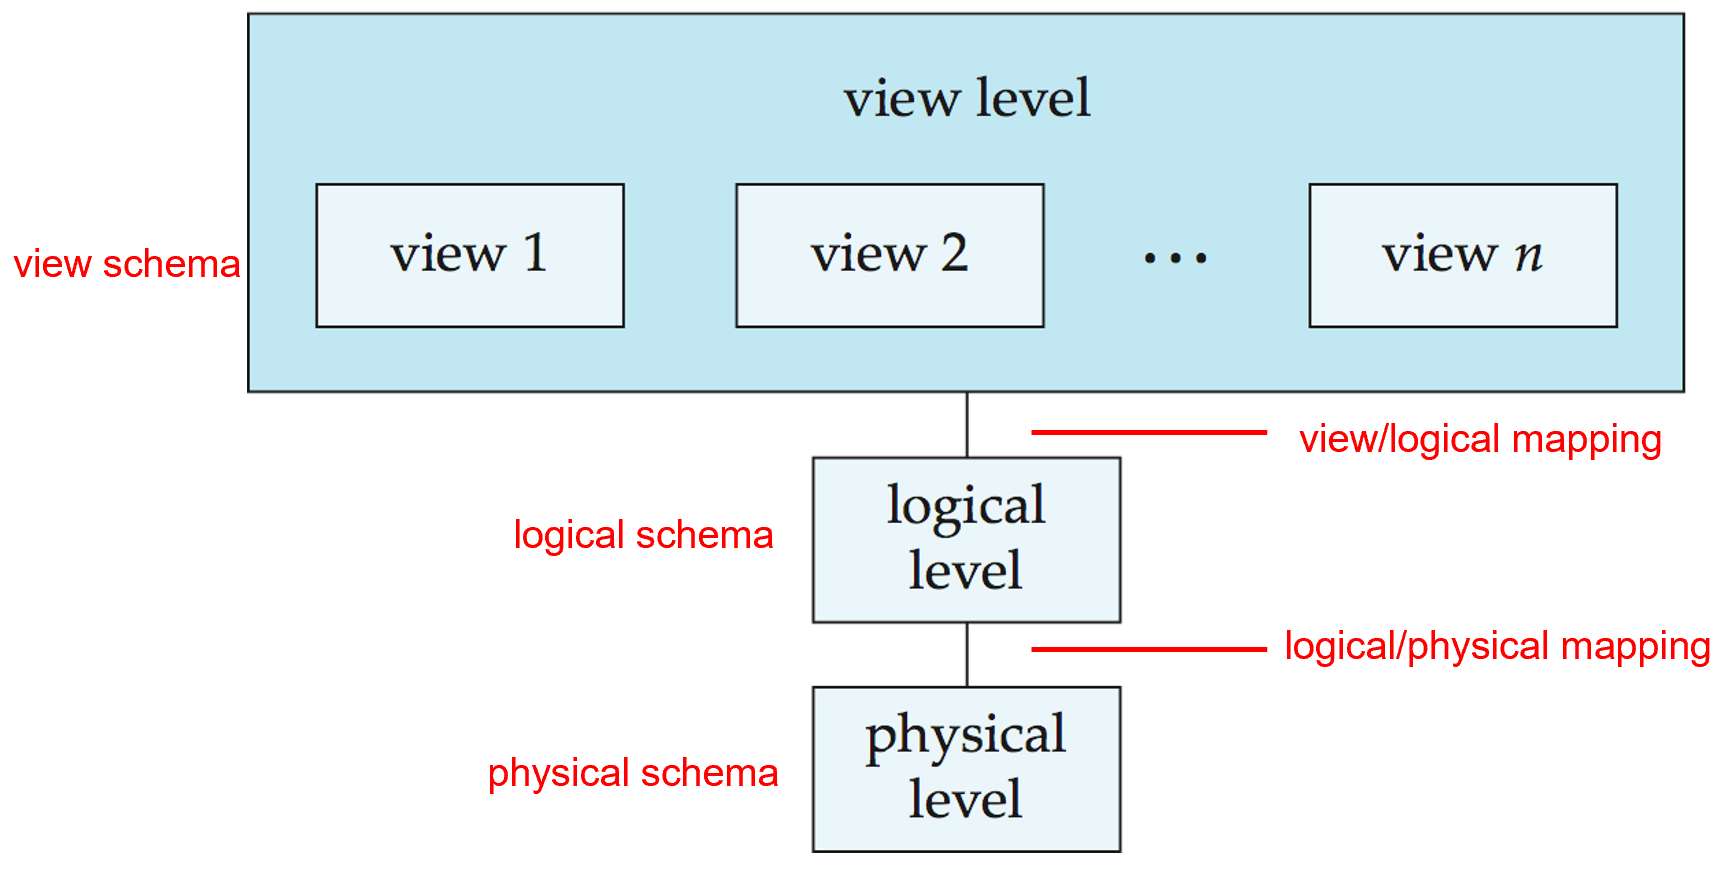 view level
view schema
view 1
view 2
...
view n
view/logical mapping
logical schema
logical
level
logical/physical mapping
physical schema
physical
level